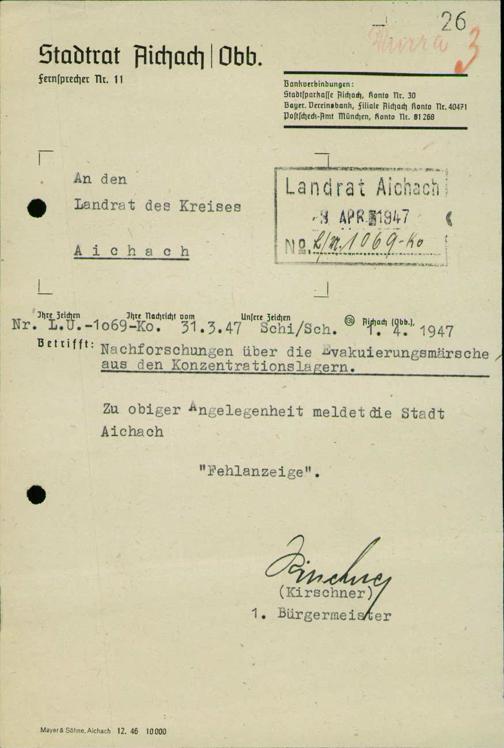 26
3
Stadtrat Aichach | Obb.
Fernsprecher Nr. 11
Bankverbindungen:
Stadtsparkasse Aichach, Konto Nr. 30
Bayer. Vereinsbank, Filiale Aichach Konto Nr. 40471
Postscheck-Amt München, Konto Nr. 81268
An den
Landrat des Kreises
Aichach
Landrat Aichach
APR. 1947
No. 1069-Ko
Ihre Zeichen Ihre Nachricht vom Unsere Zeichen Aichach (Obb.),
Nr. L.U.-1o69-Ko. 31.3.47 Schi/Sch. 1. 4. 1947
Betrifft: Nachforschungen über die Evakuierungsmärsche
aus den Konzentrationslagern.
Zu obiger Angelegenheit meldet die Stadt
Aichach
"Fehlanzeige".
Kirschner
(Kirschner)
1. Bürgermeister
Mayer & Söhne, Aichach 12. 46 10000